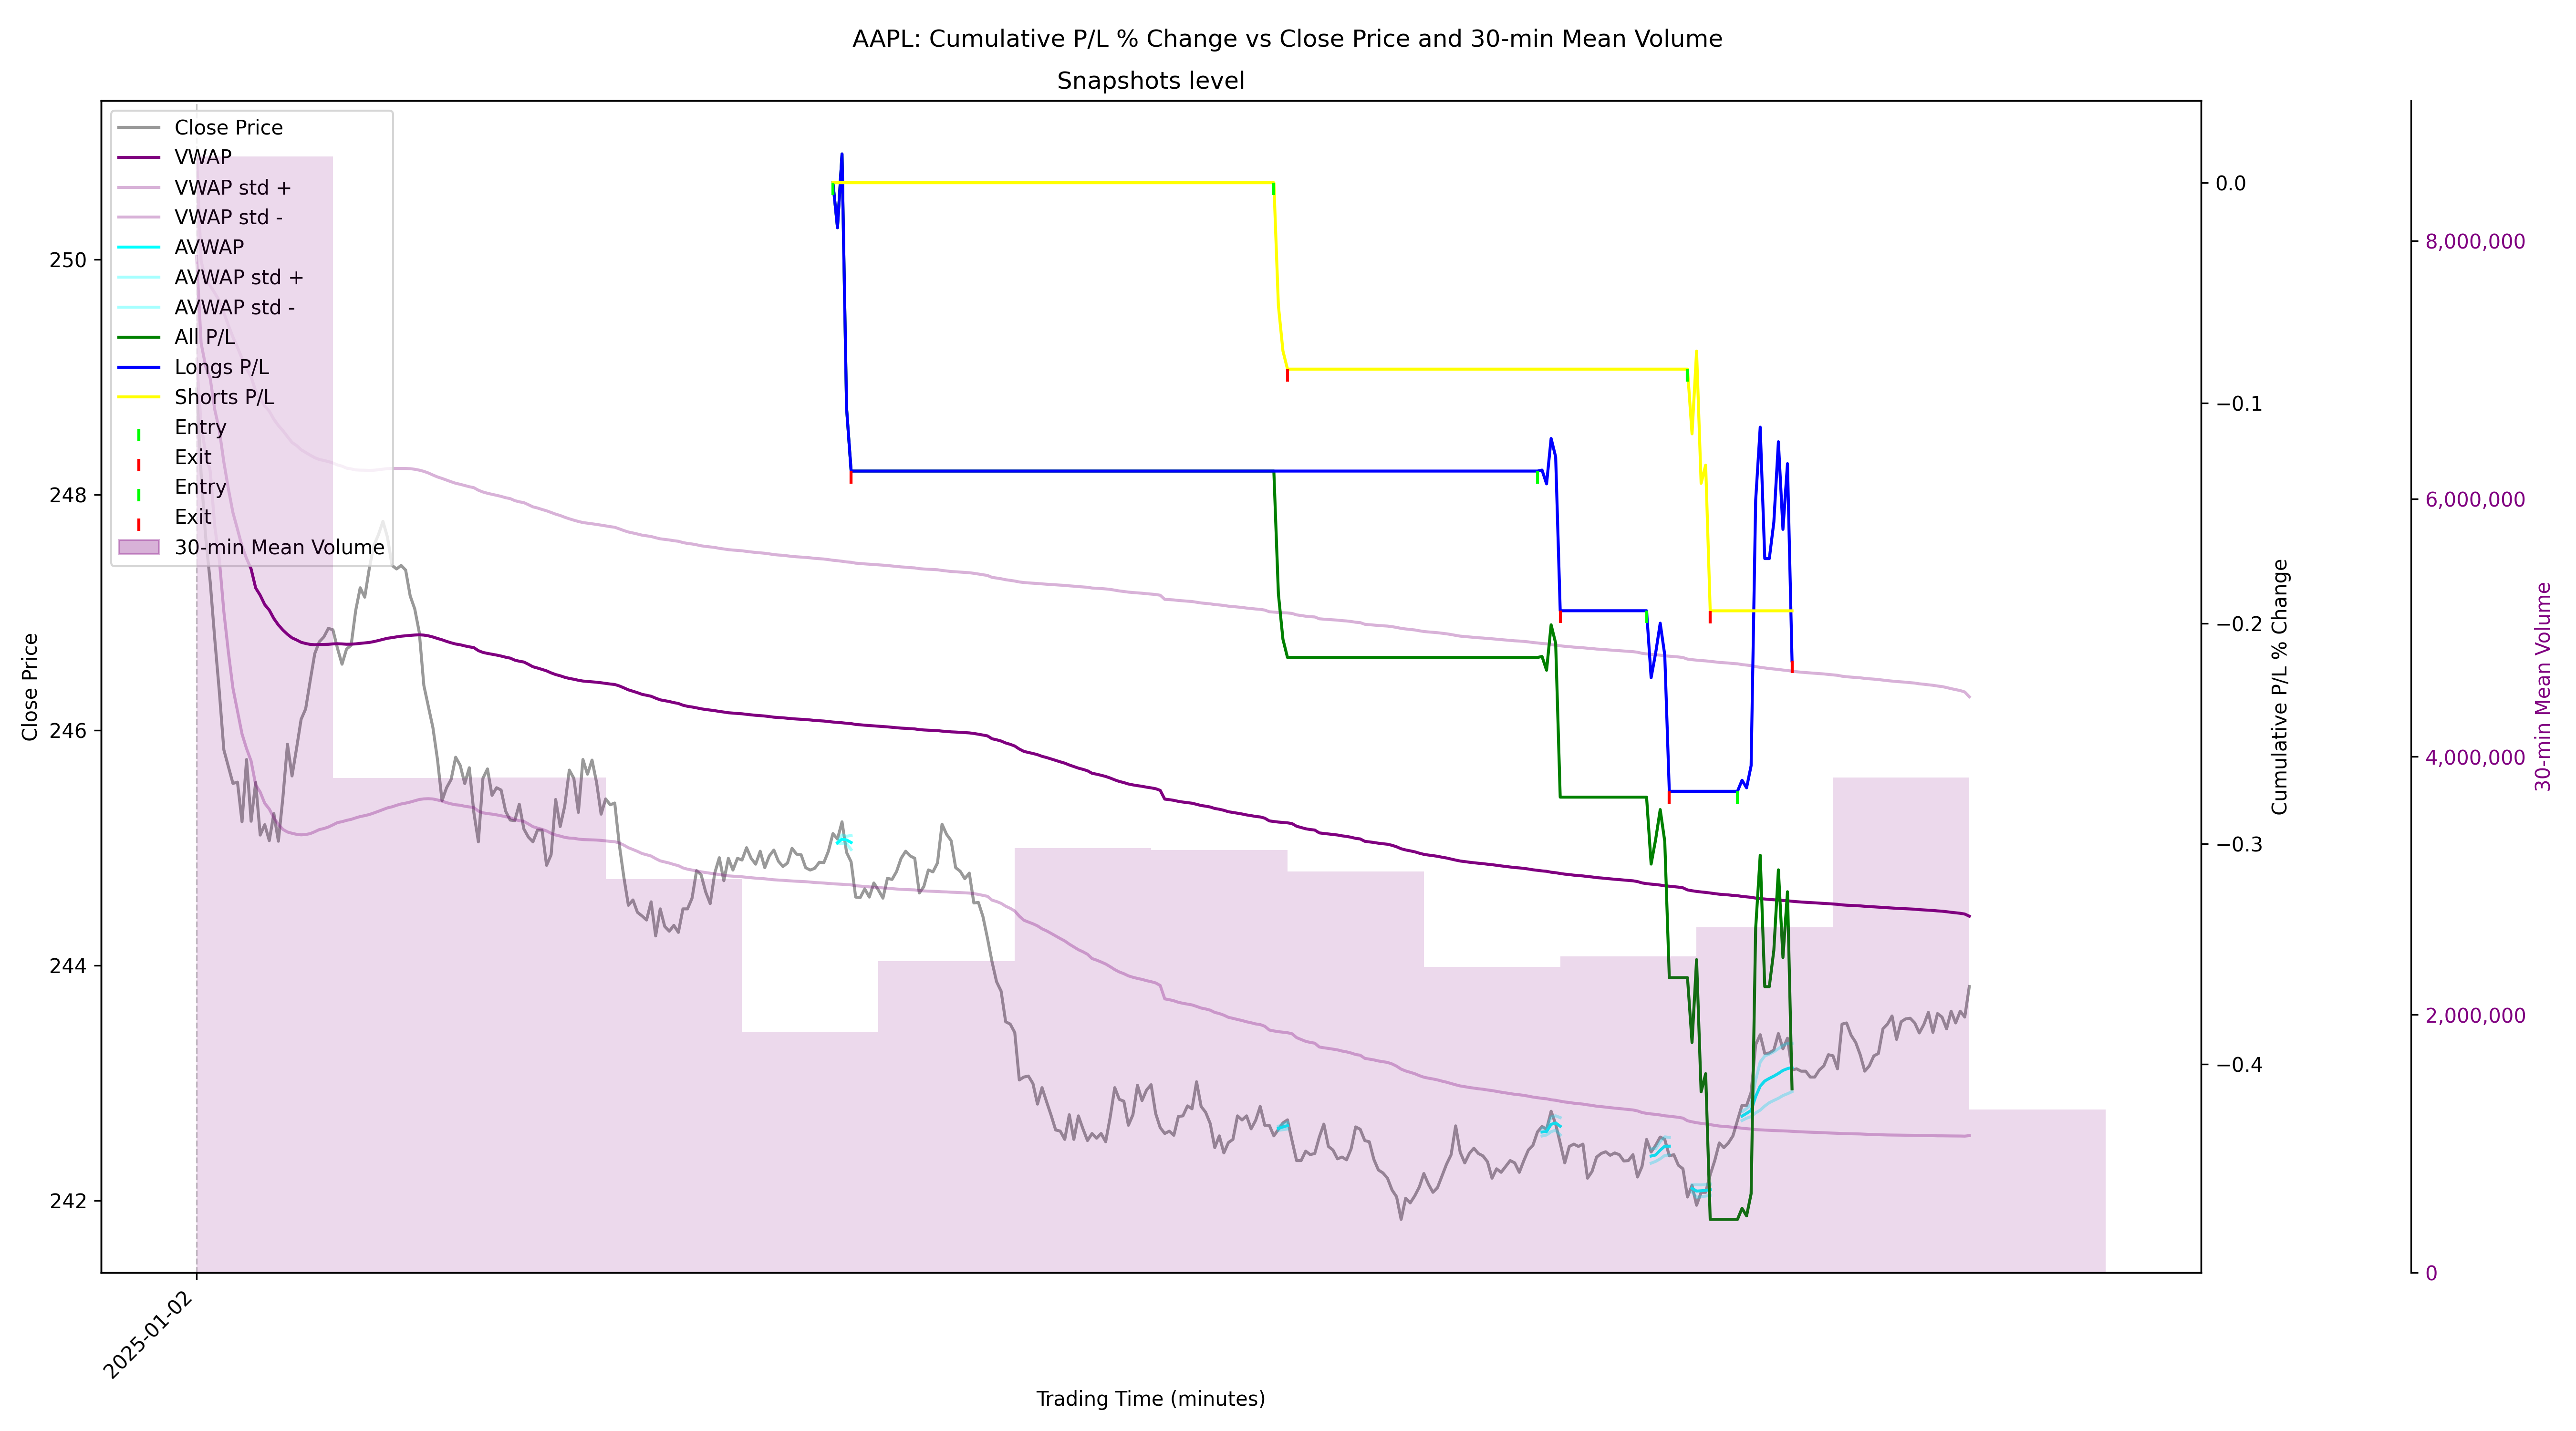 AAPL: Cumulative P/L % Change vs Close Price and 30-min Mean Volume
Snapshots level
Close Price
VWAP
VWAP std +
VWAP std -
AVWAP
AVWAP std +
AVWAP std -
All P/L
Longs P/L
Shorts P/L
Entry
Exit
Entry
Exit
30-min Mean Volume
Close Price
250
248
246
244
242
0.0
−0.1
−0.2
−0.3
−0.4
Cumulative P/L % Change
8,000,000
6,000,000
4,000,000
2,000,000
0
30-min Mean Volume
2025-01-02
Trading Time (minutes)